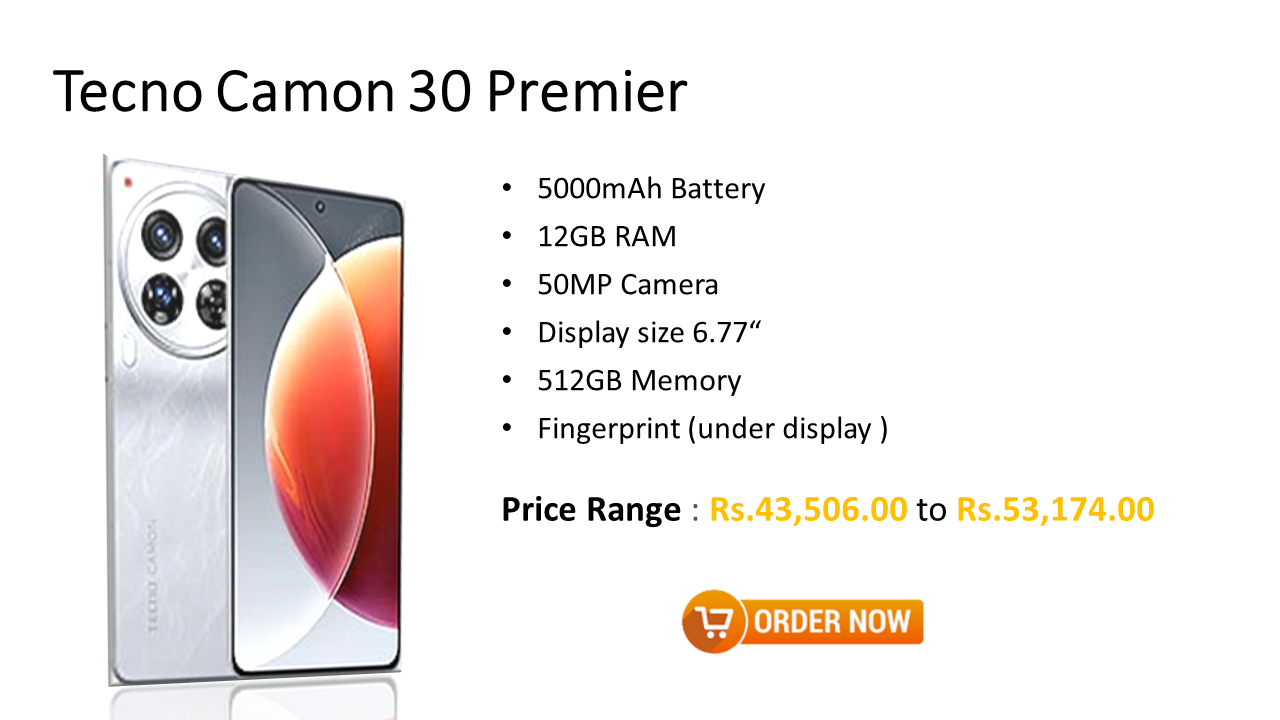 Tecno Camon 30 Premier
• 5000mAh Battery
• 12GB RAM
• 50MP Camera
• Display size 6.77“
• 512GB Memory
• Fingerprint (under display )
Price Range : Rs.43,506.00 to Rs.53,174.00
ORDER NOW
TECNO CAMON